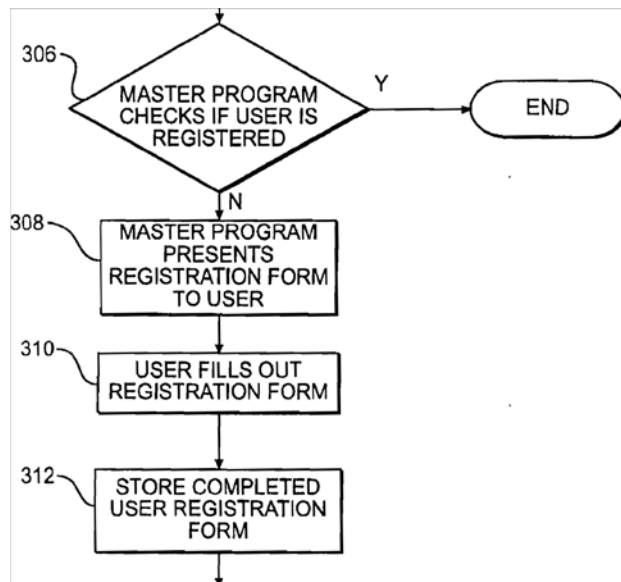 306
MASTER PROGRAM
CHECKS IF USER IS
REGISTERED
Y
END
N
308
MASTER PROGRAM
PRESENTS
REGISTRATION FORM
TO USER
310
USER FILLS OUT
REGISTRATION FORM
312
STORE COMPLETED
USER REGISTRATION
FORM